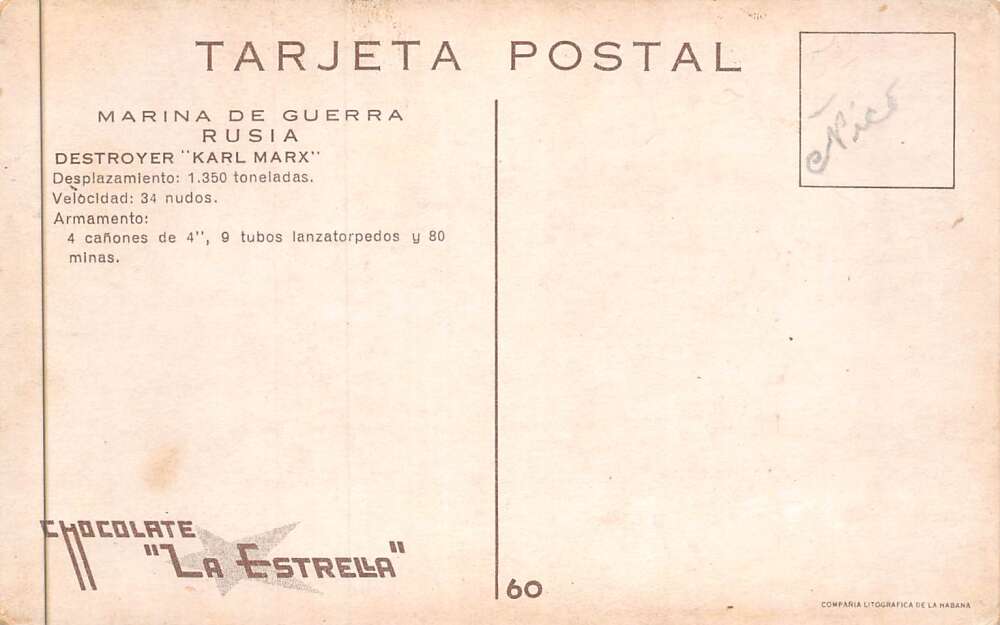 TARJETA POSTAL
MARINA DE GUERRA
RUSIA
DESTROYER "KARL MARX"
Desplazamiento: 1.350 toneladas.
Velocidad: 34 nudos.
Armamento:
4 cañones de 4", 9 tubos lanzatorpedos y 80
minas.
Nice
CHOCOLATE
"LA ESTRELLA"
60
COMPAÑIA LITOGRAFICA DE LA HABANA